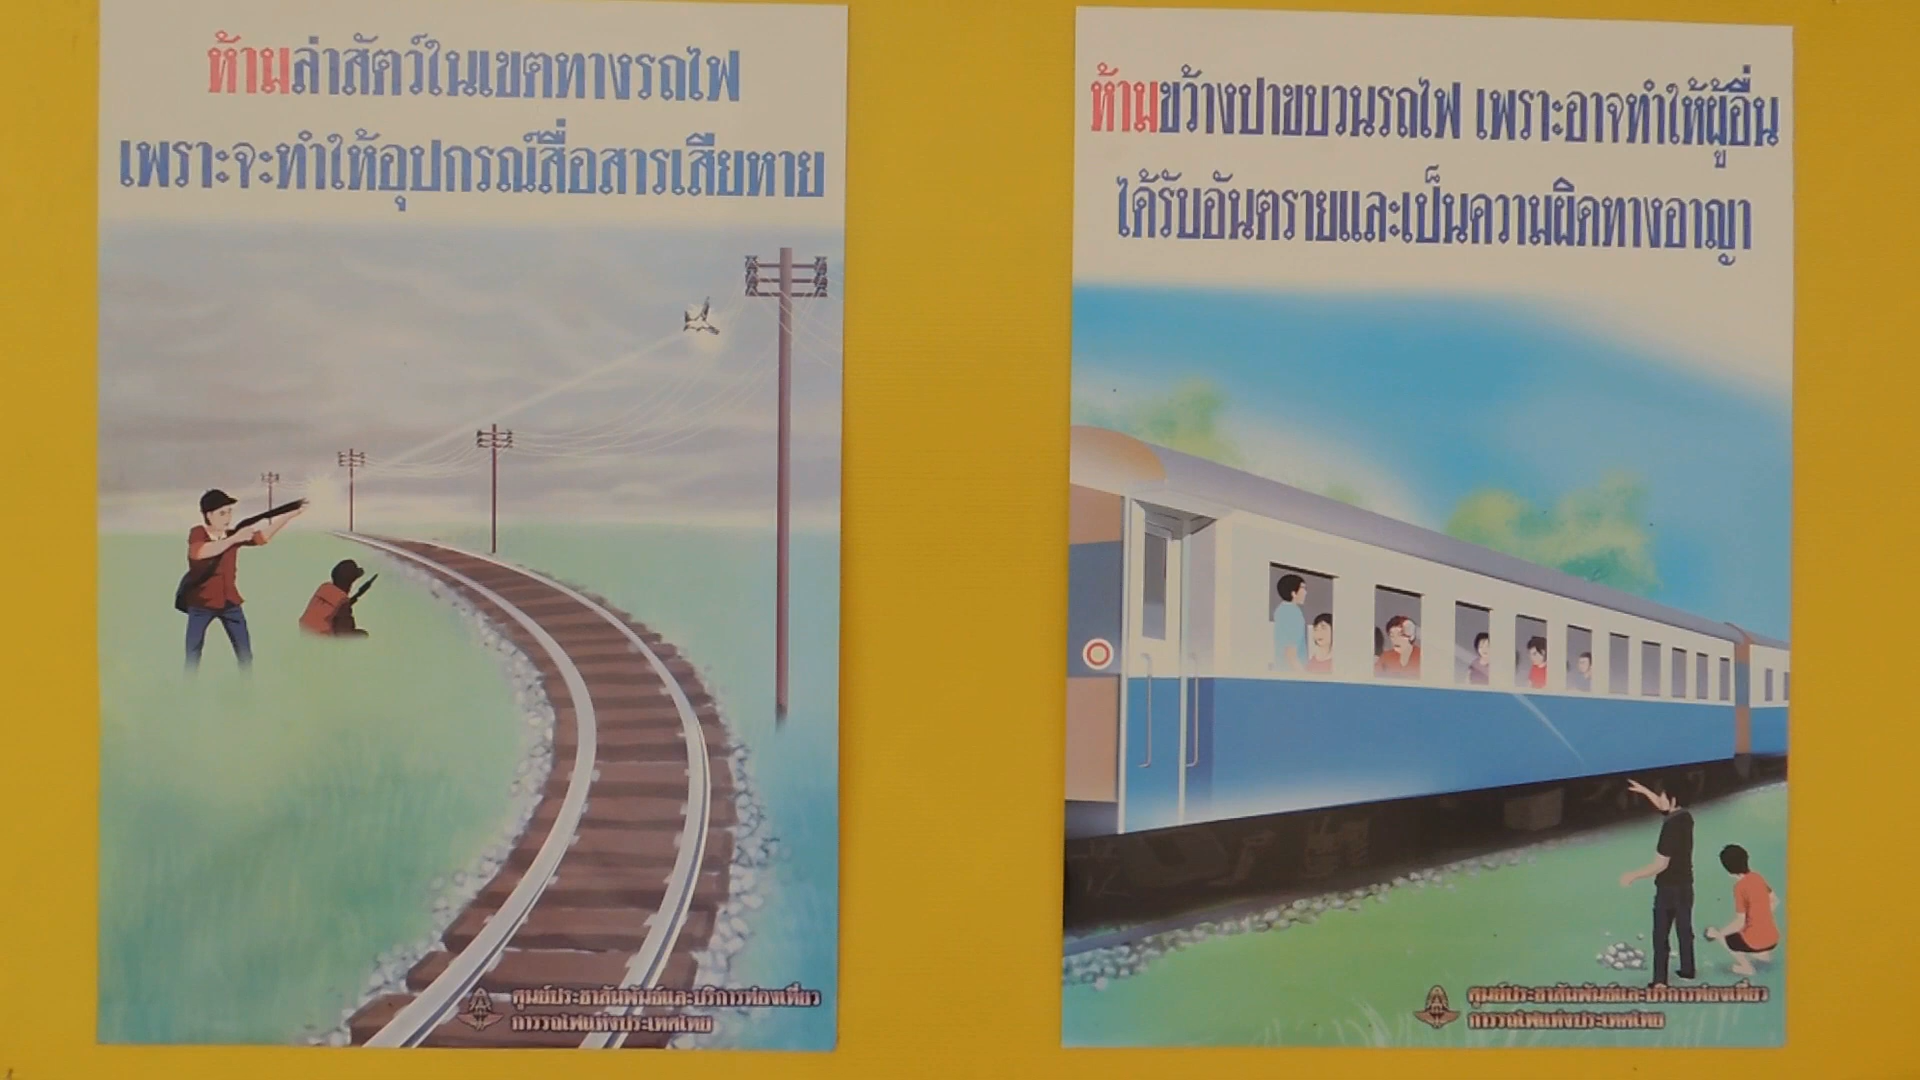 ห้ามล่าสัตว์ในเขตทางรถไฟ
เพราะจะทำให้อุปกรณ์สื่อสารเสียหาย
ศูนย์ประชาสัมพันธ์และบริการท่องเที่ยว
การรถไฟแห่งประเทศไทย
ห้ามขว้างปาขบวนรถไฟ เพราะอาจทำให้ผู้อื่น
ได้รับอันตรายและเป็นความผิดทางอาญา
ศูนย์ประชาสัมพันธ์และบริการท่องเที่ยว
การรถไฟแห่งประเทศไทย